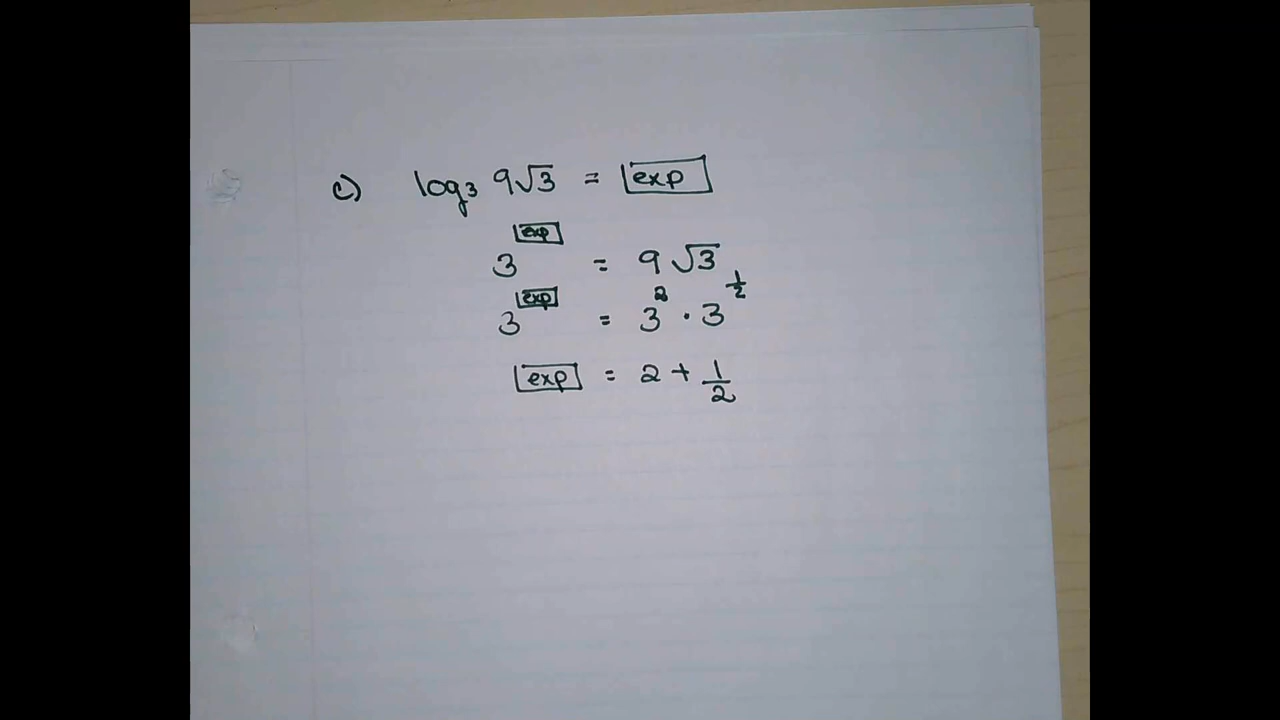 c) log₃ 9√3 = exp
3^exp = 9√3
3^exp = 3² · 3^½
exp = 2 + 1/2